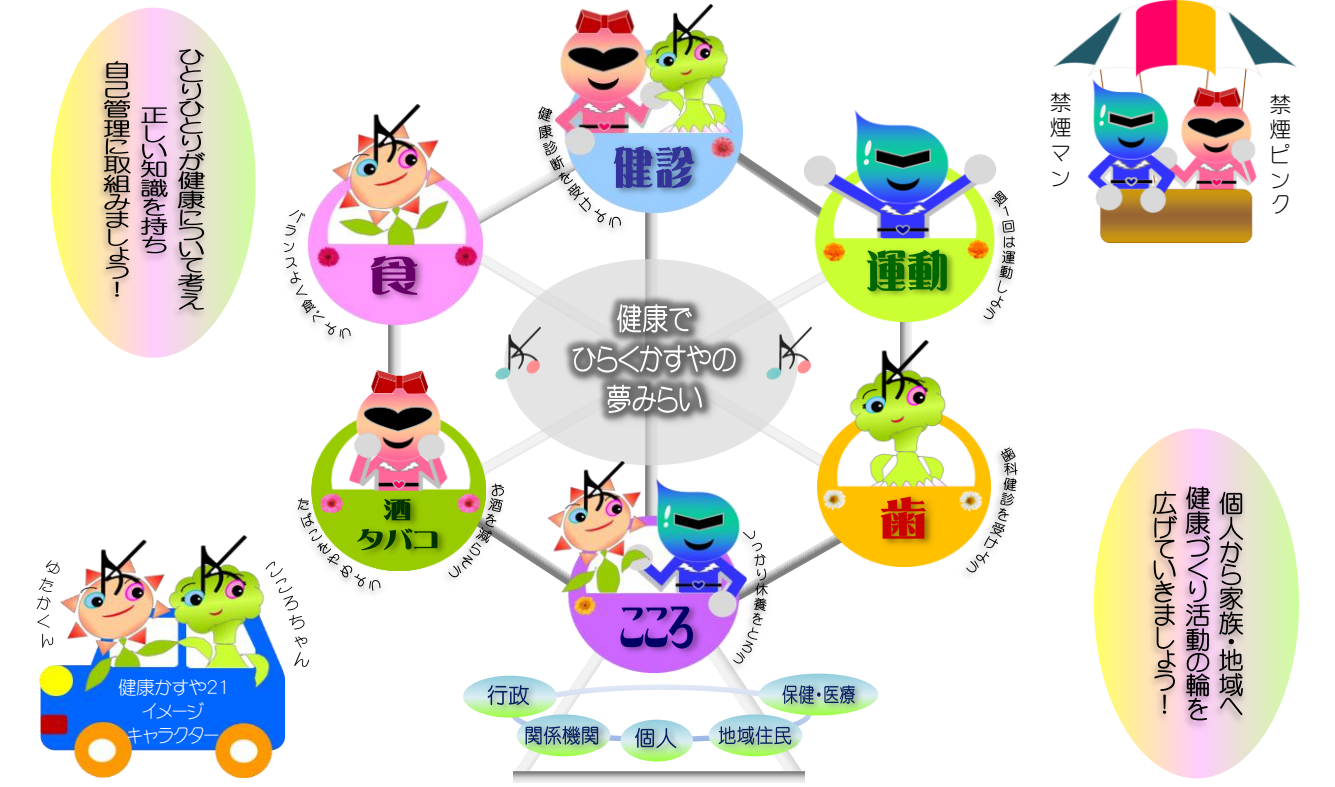 ひとりひとりが健康について考え
正しい知識を持ち
自己管理に取組みましょう！
健診
健康診断を受けよう
食
バランスよく食べよう
運動
週1回は運動しよう
禁煙マン
禁煙ピンク
健康で
ひらくかすやの
夢みらい
酒
タバコ
たばこをやめよう
お酒を減らそう
歯
歯科健診を受けよう
こころ
しっかり休養をとろう
ゆたかくん
こころちゃん
健康かすや21
イメージ
キャラクター
行政
保健・医療
関係機関
個人
地域住民
個人から家族・地域へ
健康づくり活動の輪を
広げていきましょう！